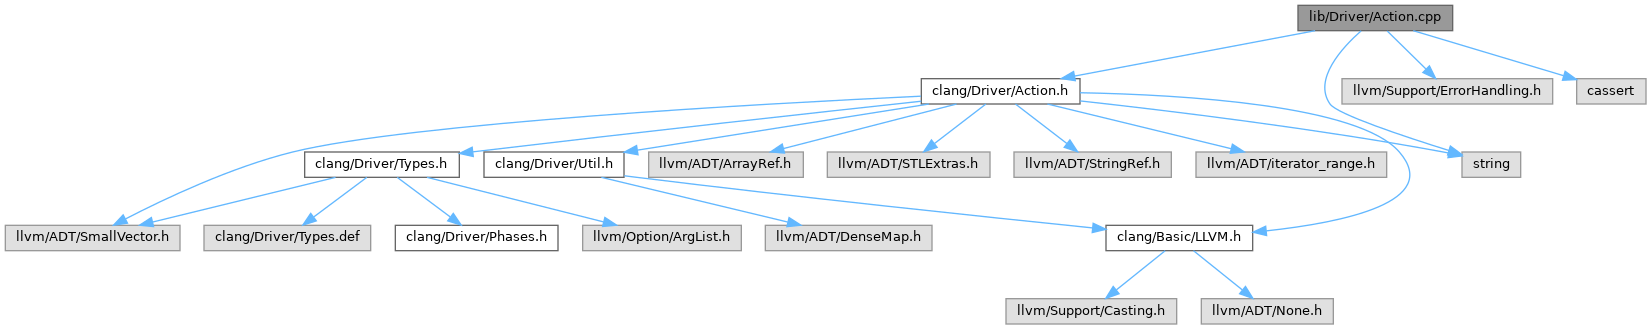 lib/Driver/Action.cpp
clang/Driver/Action.h
llvm/Support/ErrorHandling.h
cassert
clang/Driver/Types.h
clang/Driver/Util.h
llvm/ADT/ArrayRef.h
llvm/ADT/STLExtras.h
llvm/ADT/StringRef.h
llvm/ADT/iterator_range.h
string
llvm/ADT/SmallVector.h
clang/Driver/Types.def
clang/Driver/Phases.h
llvm/Option/ArgList.h
llvm/ADT/DenseMap.h
clang/Basic/LLVM.h
llvm/Support/Casting.h
llvm/ADT/None.h